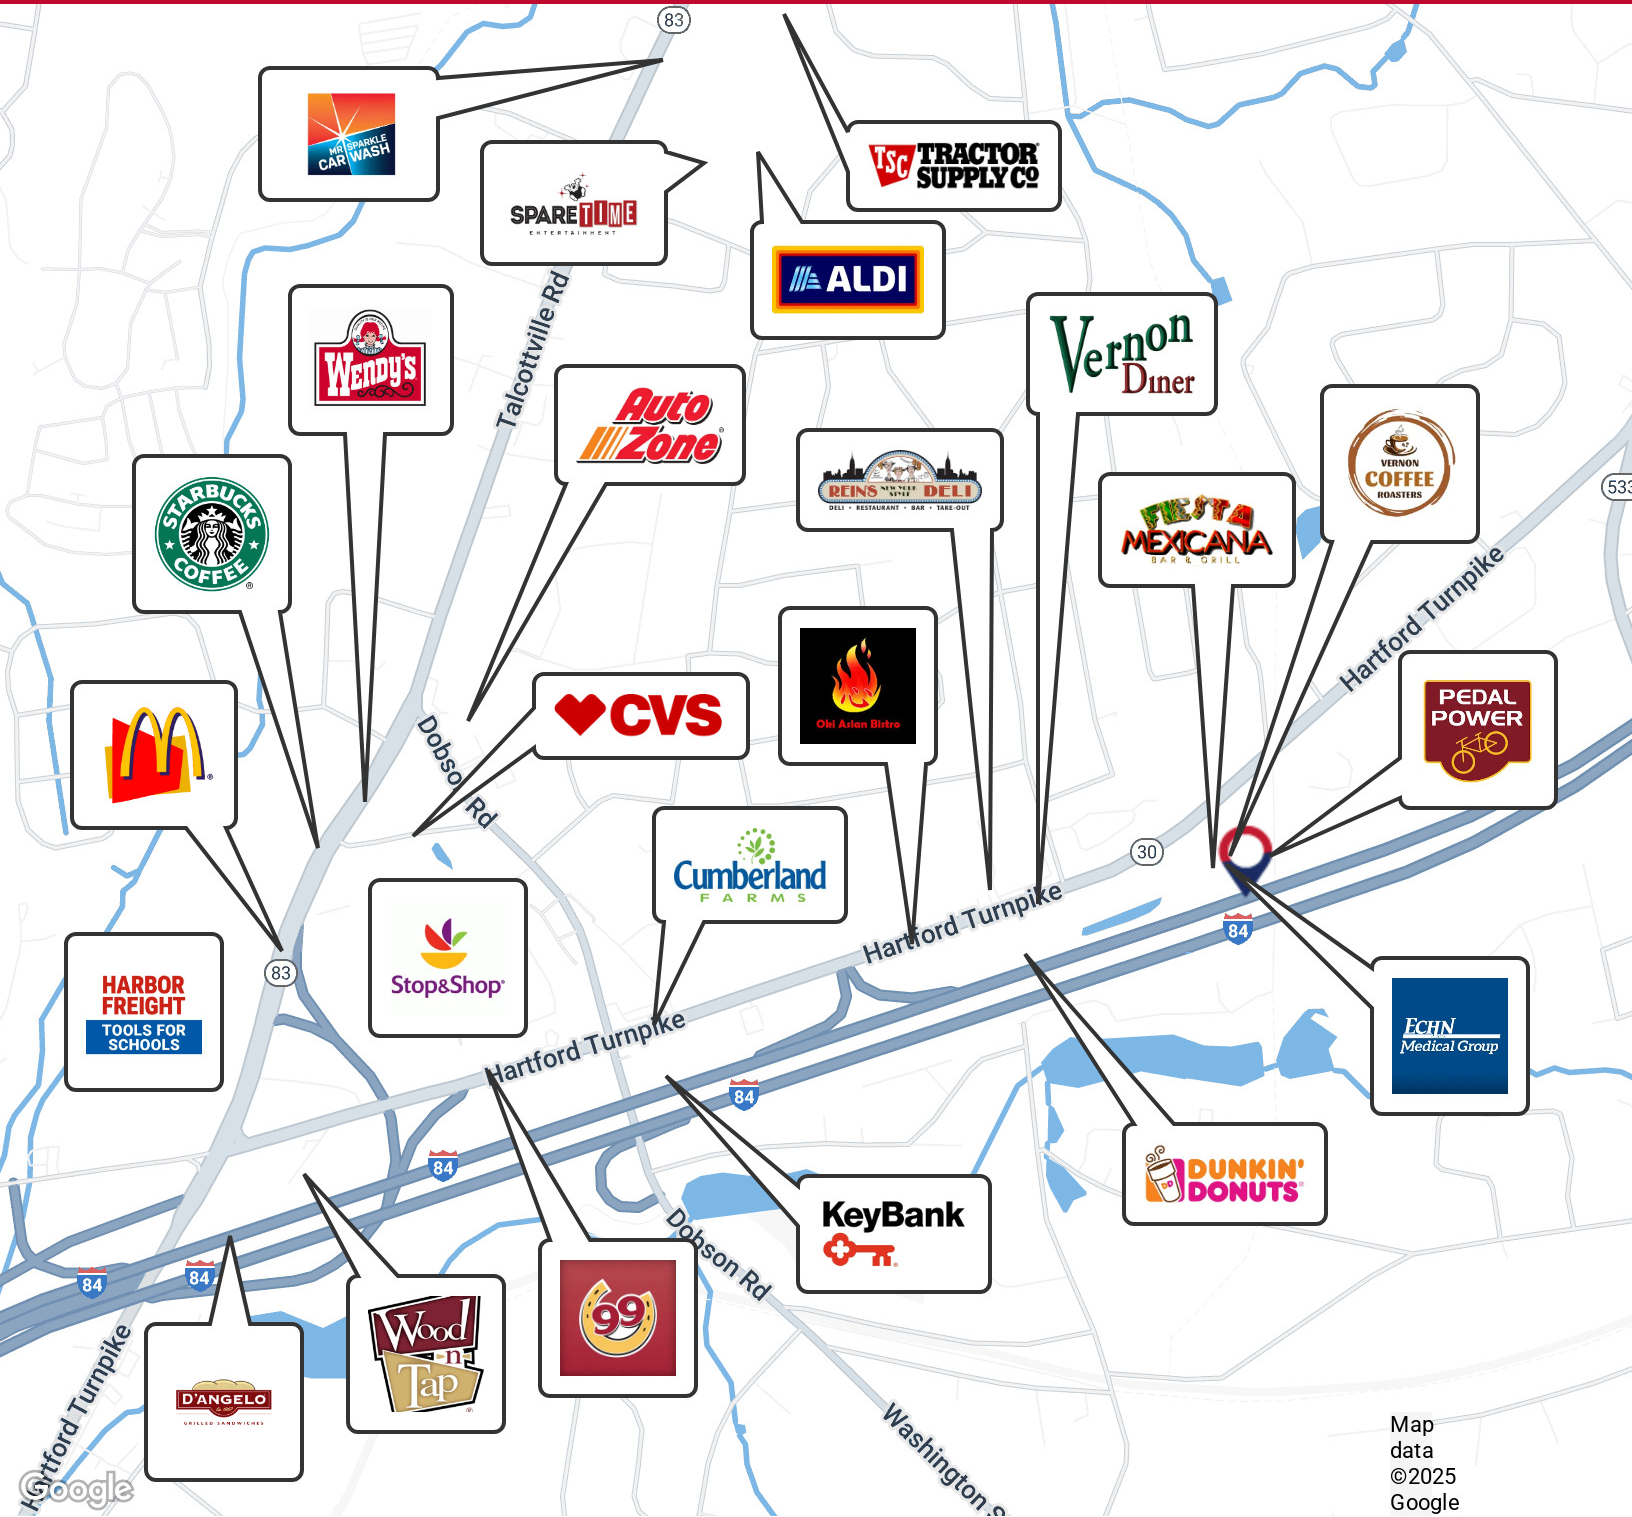 83
MR SPARKLE
CAR WASH
SPARETIME
ENTERTAINMENT
TSC TRACTOR
SUPPLY CO
ALDI
Talcottville Rd
Wendy's
Auto
Zone
Vernon
Diner
REIN'S NEW YORK STYLE DELI
DELI • RESTAURANT • BAR • TAKE-OUT
VERNON
COFFEE
ROASTERS
533
STARBUCKS
COFFEE
FIESTA
MEXICANA
BAR & GRILL
Hartford Turnpike
CVS
Obi Asian Bistro
PEDAL
POWER
Dobson Rd
Cumberland
FARMS
30
Hartford Turnpike
84
HARBOR
FREIGHT
TOOLS FOR
SCHOOLS
83
Stop&Shop
ECHN
Medical Group
Hartford Turnpike
84
84
DUNKIN'
DONUTS
KeyBank
Dobson Rd
84
84
99
Wood
n
Tap
D'ANGELO
GRILLED SANDWICHES
Hartford Turnpike
Washington S
Google
Map
data
©2025
Google